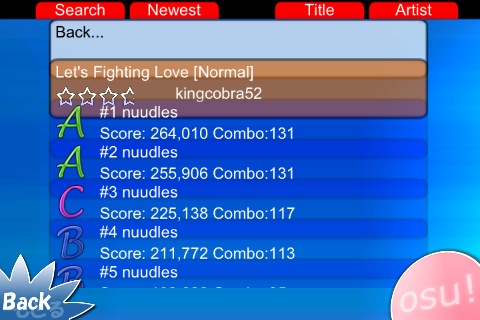 Search Newest Title Artist
Back...
Let's Fighting Love [Normal]
kingcobra52
A #1 nuudles
Score: 264,010 Combo:131
A #2 nuudles
Score: 255,906 Combo:131
C #3 nuudles
Score: 225,138 Combo:117
B #4 nuudles
Score: 211,772 Combo:113
B #5 nuudles
Back
osu!